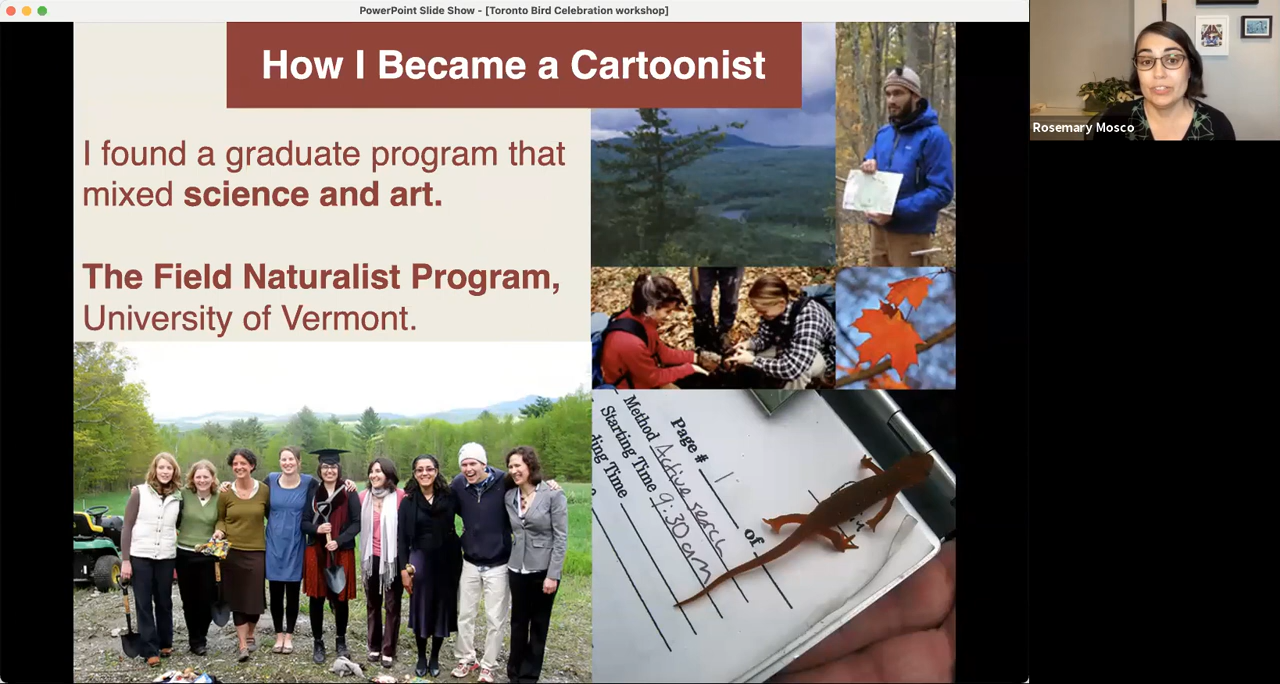 PowerPoint Slide Show - [Toronto Bird Celebration workshop]
How I Became a Cartoonist
I found a graduate program that
mixed science and art.
The Field Naturalist Program,
University of Vermont.
Rosemary Mosco
Page # 1 of
Method Active search
Starting Time 9:30 am
ding Time